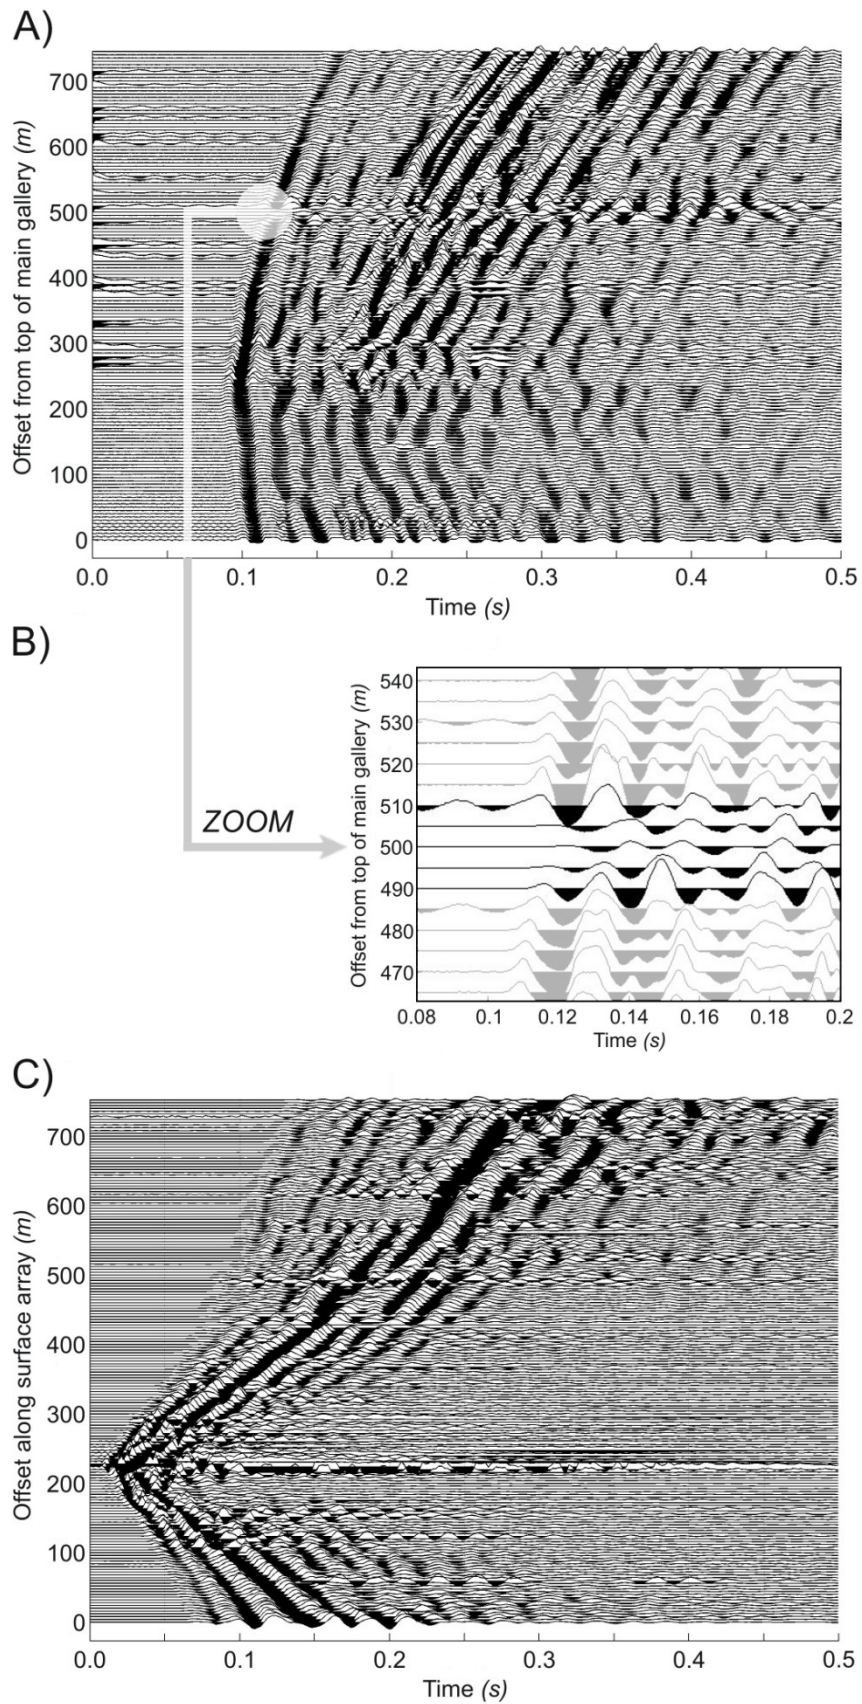 A)
700
600
500
400
300
200
100
0
Offset from top of main gallery (m)
0.0 0.1 0.2 0.3 0.4 0.5
Time (s)
B)
ZOOM
540
530
520
510
500
490
480
470
Offset from top of main gallery (m)
0.08 0.1 0.12 0.14 0.16 0.18 0.2
Time (s)
C)
700
600
500
400
300
200
100
0
Offset along surface array (m)
0.0 0.1 0.2 0.3 0.4 0.5
Time (s)